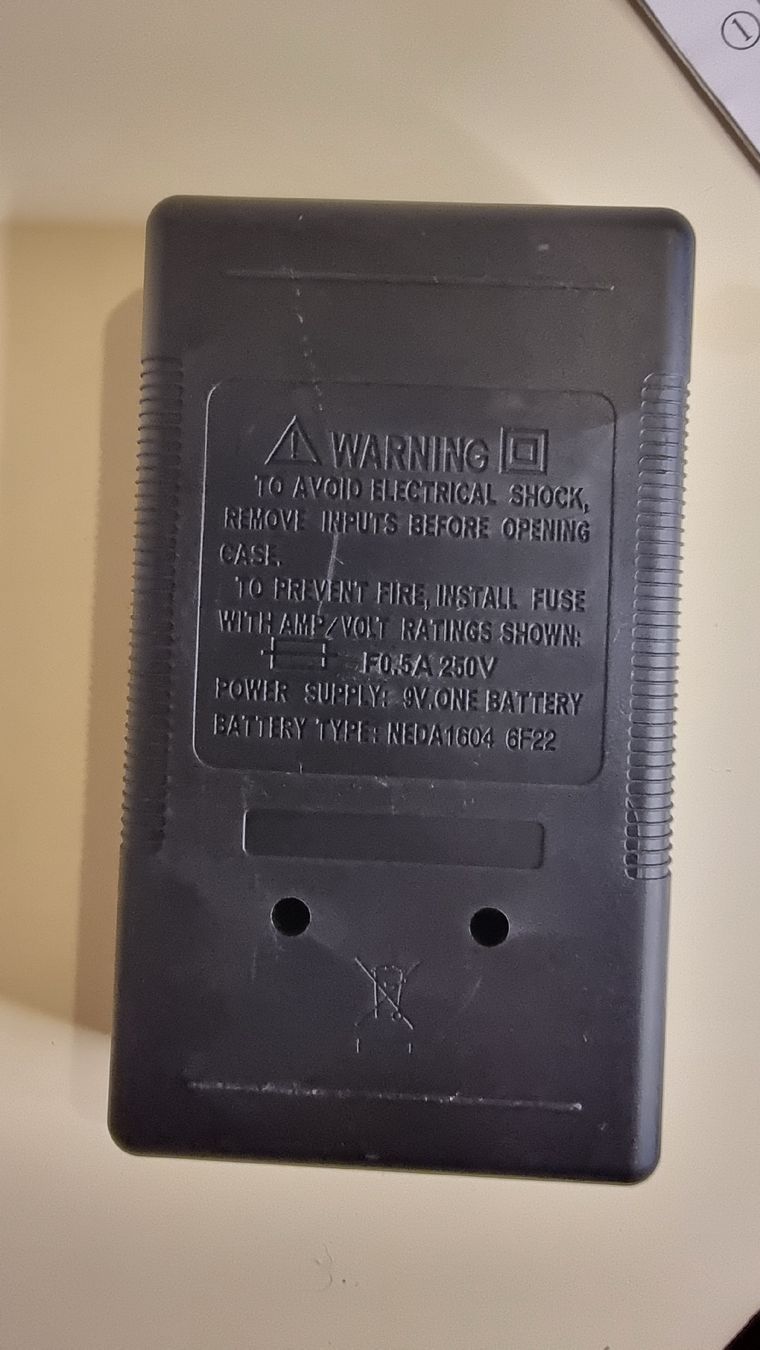 ①
WARNING
TO AVOID ELECTRICAL SHOCK,
REMOVE INPUTS BEFORE OPENING
CASE.
TO PREVENT FIRE, INSTALL FUSE
WITH AMP/VOLT RATINGS SHOWN:
F0.5A 250V
POWER SUPPLY: 9V.ONE BATTERY
BATTERY TYPE: NEDA1604 6F22